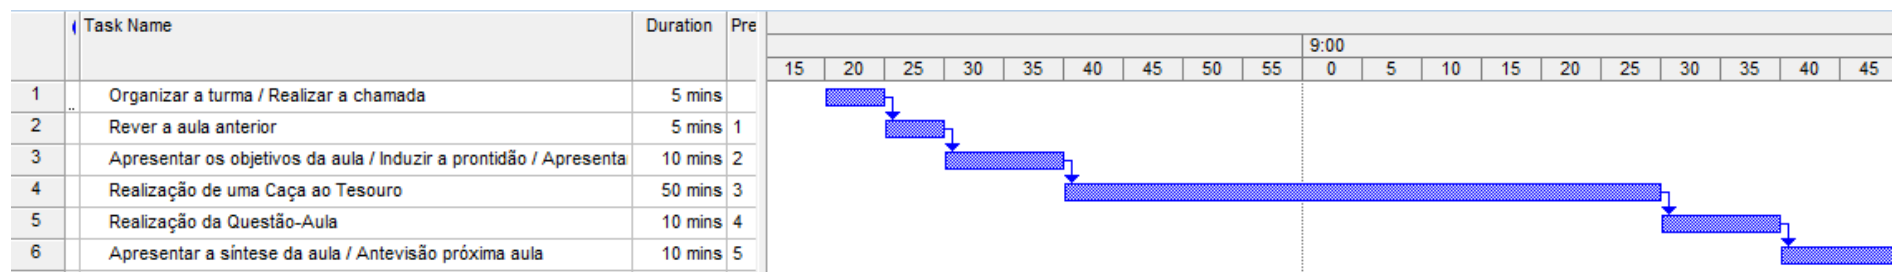 Task Name Duration Pre
9:00
15 20 25 30 35 40 45 50 55 0 5 10 15 20 25 30 35 40 45
1 Organizar a turma / Realizar a chamada 5 mins
2 Rever a aula anterior 5 mins 1
3 Apresentar os objetivos da aula / Induzir a prontidão / Apresenta 10 mins 2
4 Realização de uma Caça ao Tesouro 50 mins 3
5 Realização da Questão-Aula 10 mins 4
6 Apresentar a síntese da aula / Antevisão próxima aula 10 mins 5